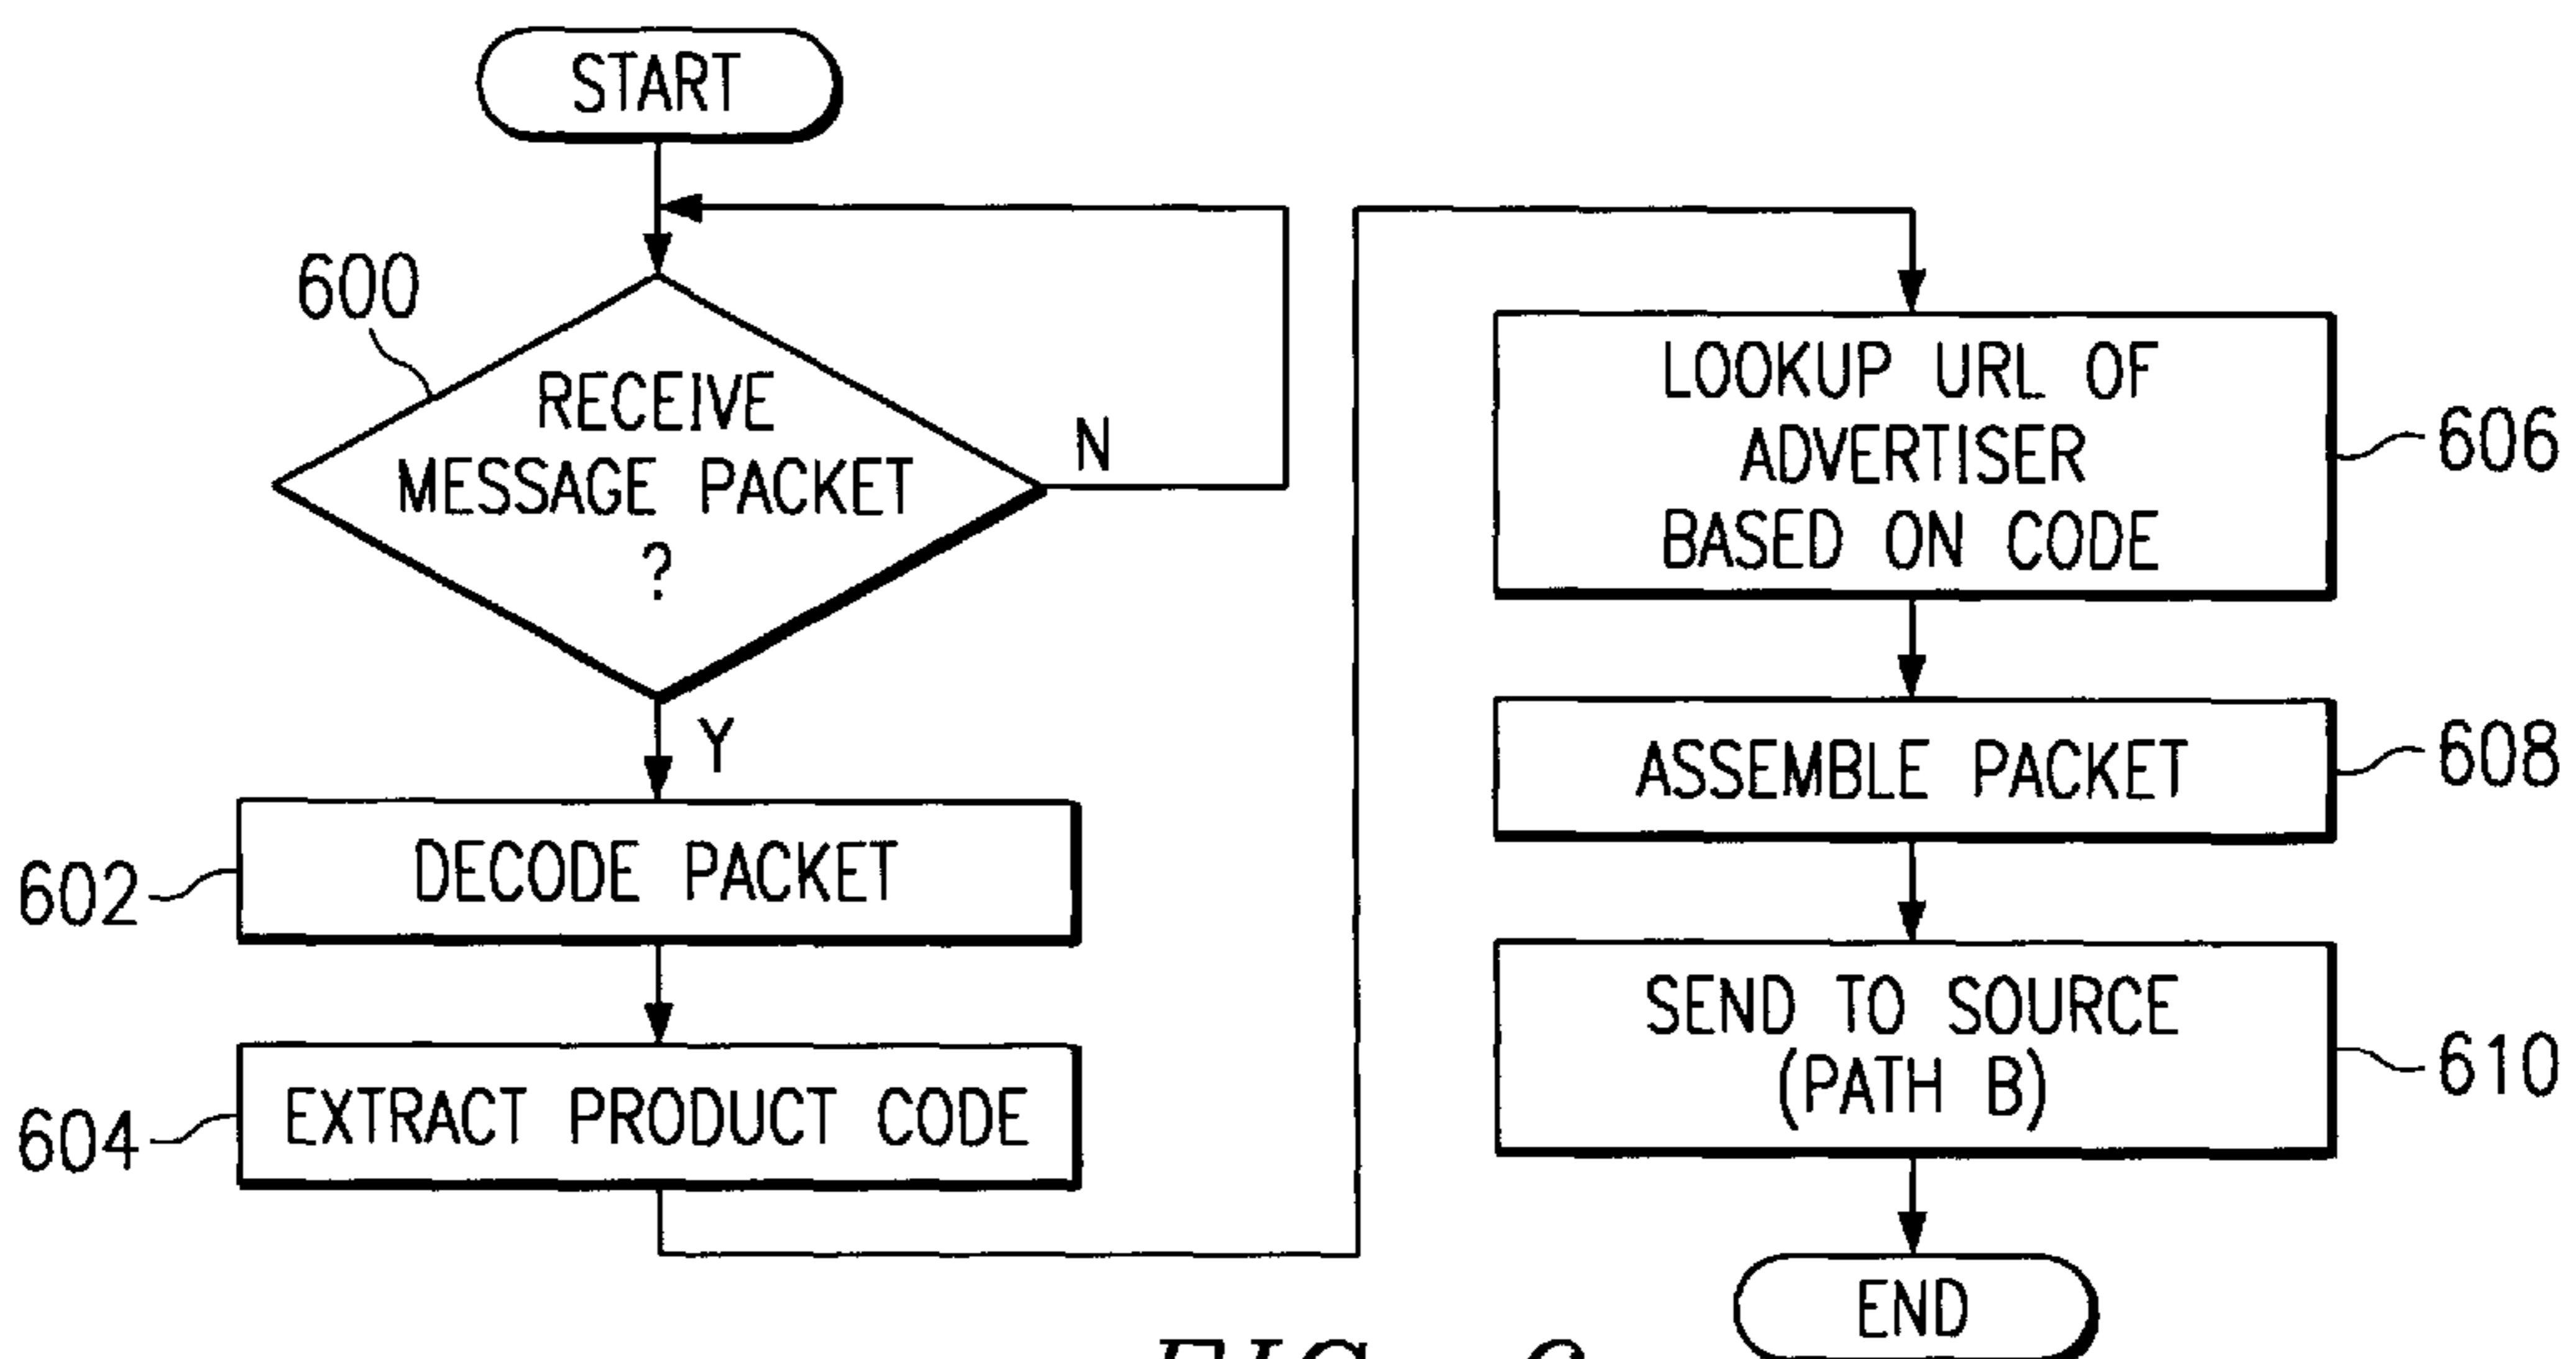 START
600
RECEIVE
MESSAGE PACKET
?
N
Y
602
DECODE PACKET
604
EXTRACT PRODUCT CODE
LOOKUP URL OF
ADVERTISER
BASED ON CODE
606
ASSEMBLE PACKET
608
SEND TO SOURCE
(PATH B)
610
END